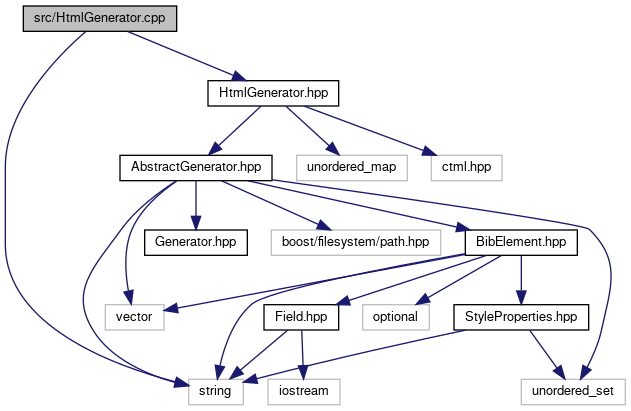 src/HtmlGenerator.cpp
HtmlGenerator.hpp
AbstractGenerator.hpp
unordered_map
ctml.hpp
Generator.hpp
boost/filesystem/path.hpp
BibElement.hpp
vector
Field.hpp
optional
StyleProperties.hpp
string
iostream
unordered_set